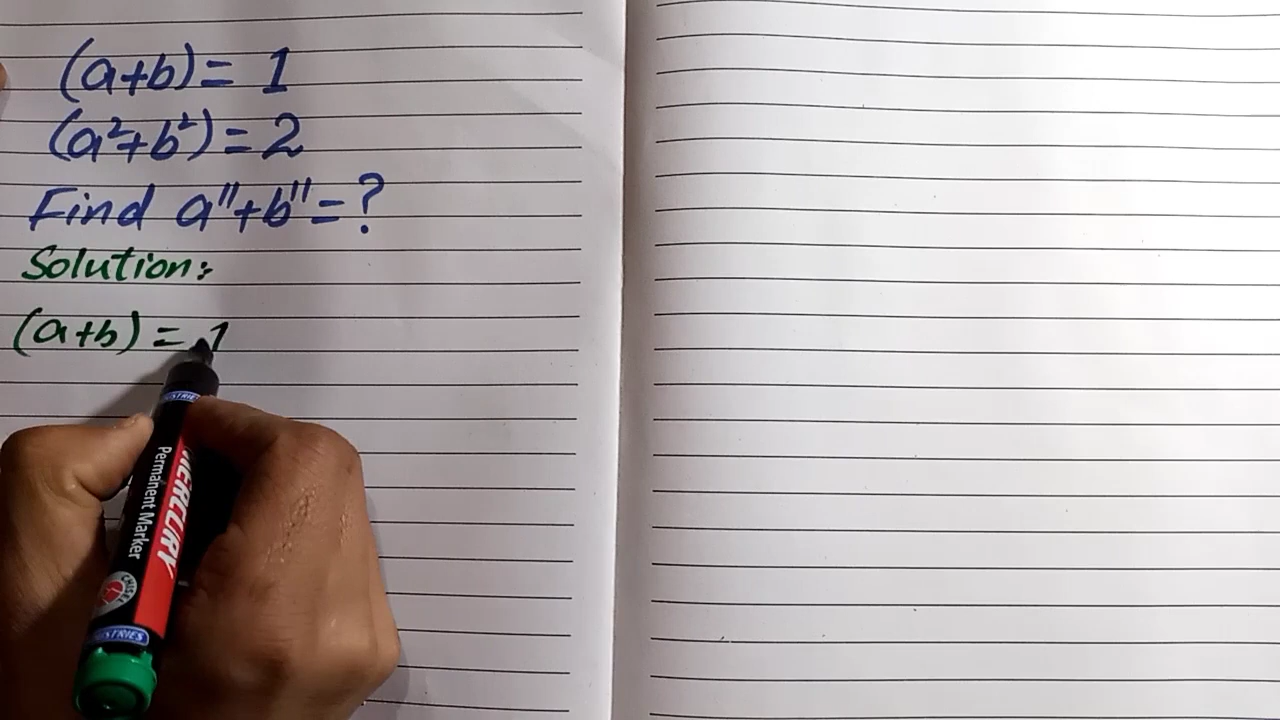 (a+b) = 1
(a²+b²) = 2
Find a¹¹+b¹¹ = ?
Solution:
(a+b) = 1
MERCURY
Permanent Marker